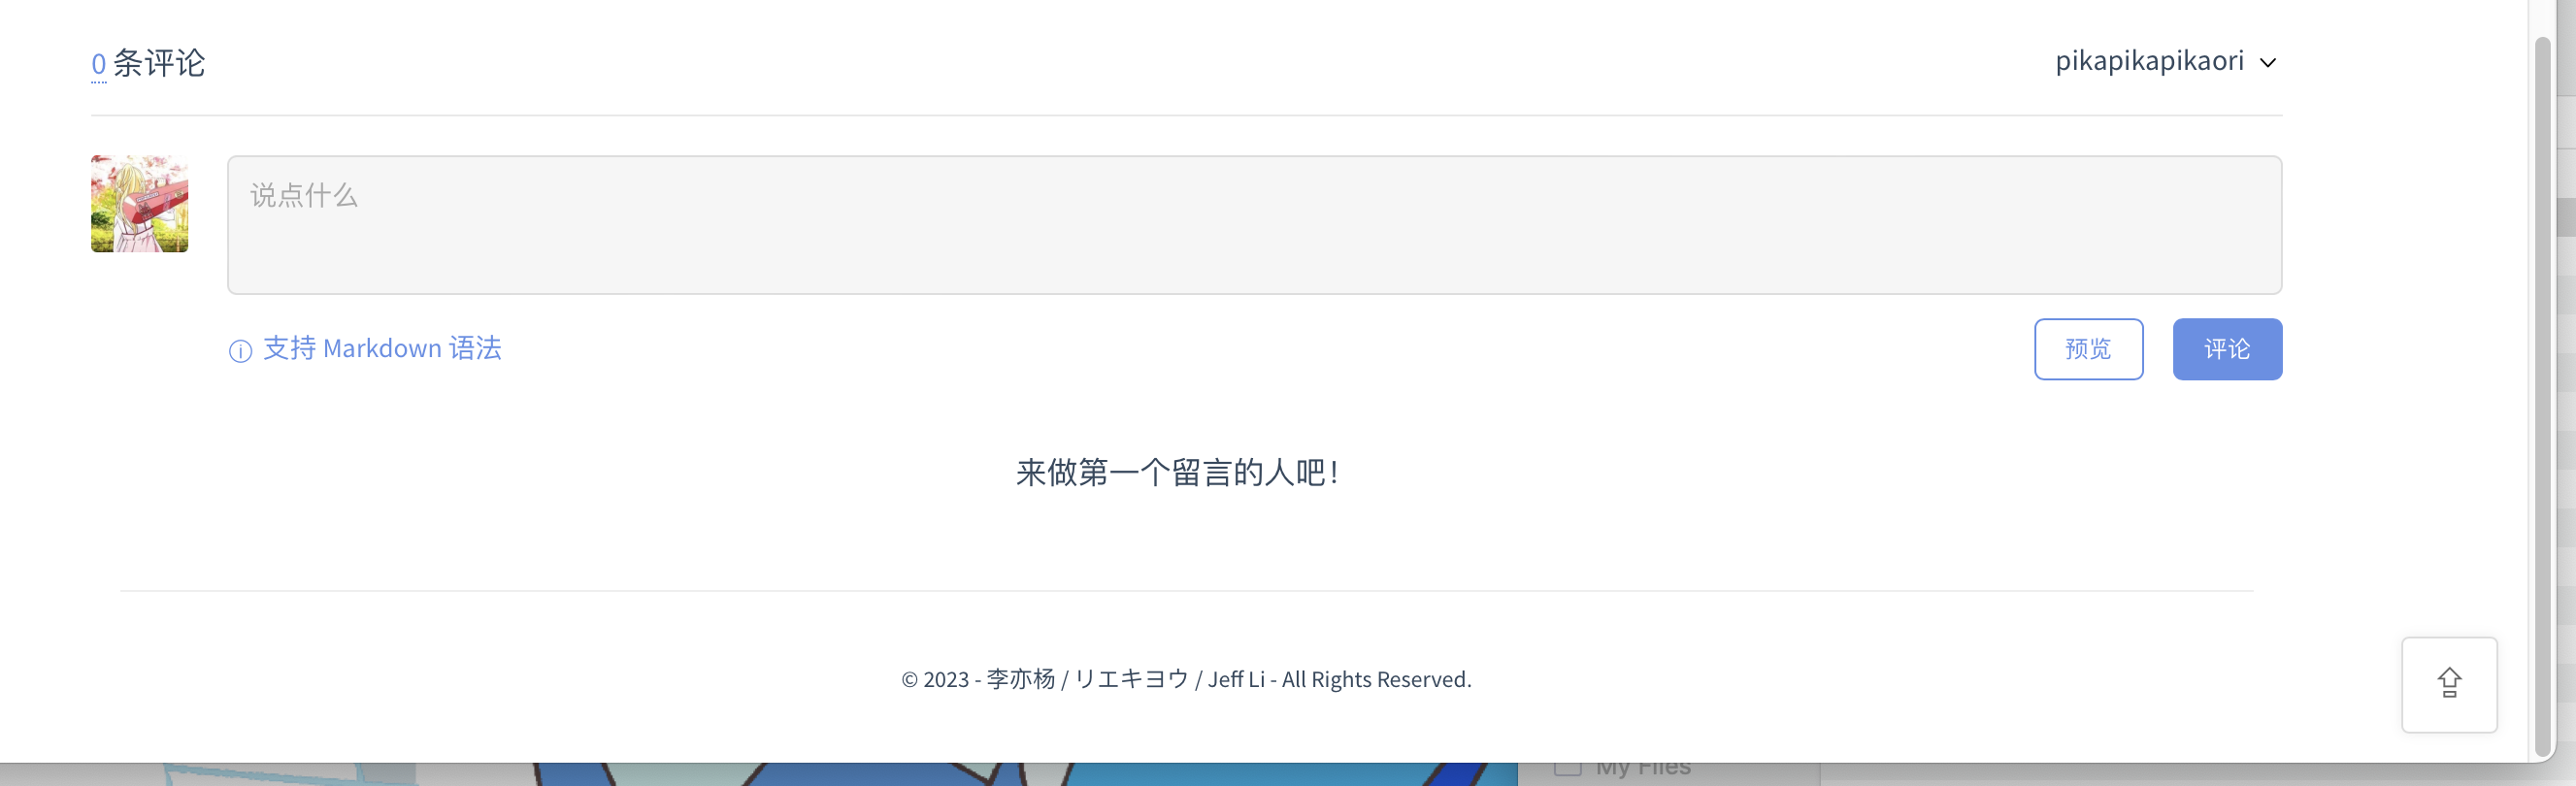 0 条评论
pikapikapikaori
说点什么
支持 Markdown 语法
预览
评论
来做第一个留言的人吧！
© 2023 - 李亦杨 / リエキヨウ / Jeff Li - All Rights Reserved.
My Files